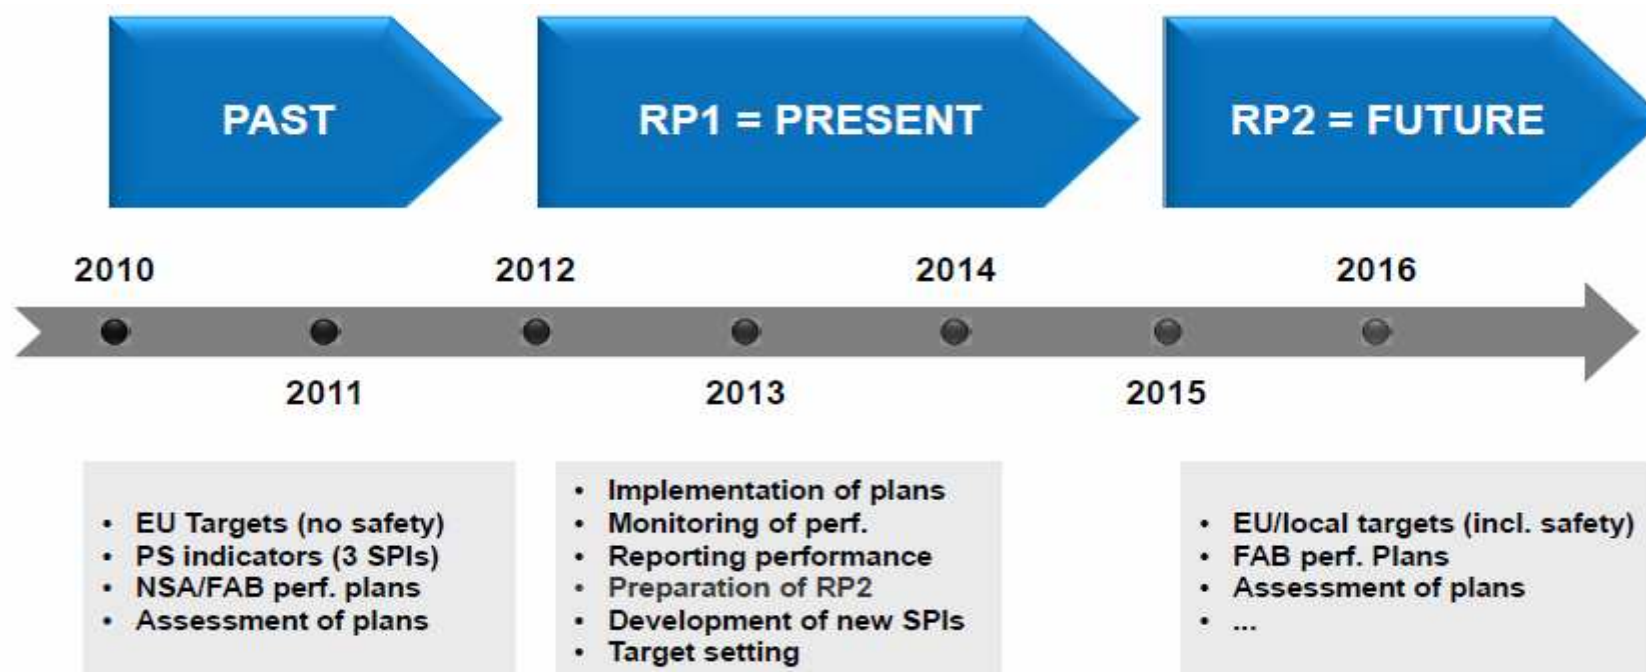 PAST
RP1 = PRESENT
RP2 = FUTURE
2010
2012
2014
2016
2011
2013
2015
• EU Targets (no safety)
• PS indicators (3 SPIs)
• NSA/FAB perf. plans
• Assessment of plans
• Implementation of plans
• Monitoring of perf.
• Reporting performance
• Preparation of RP2
• Development of new SPIs
• Target setting
• EU/local targets (incl. safety)
• FAB perf. Plans
• Assessment of plans
• ...